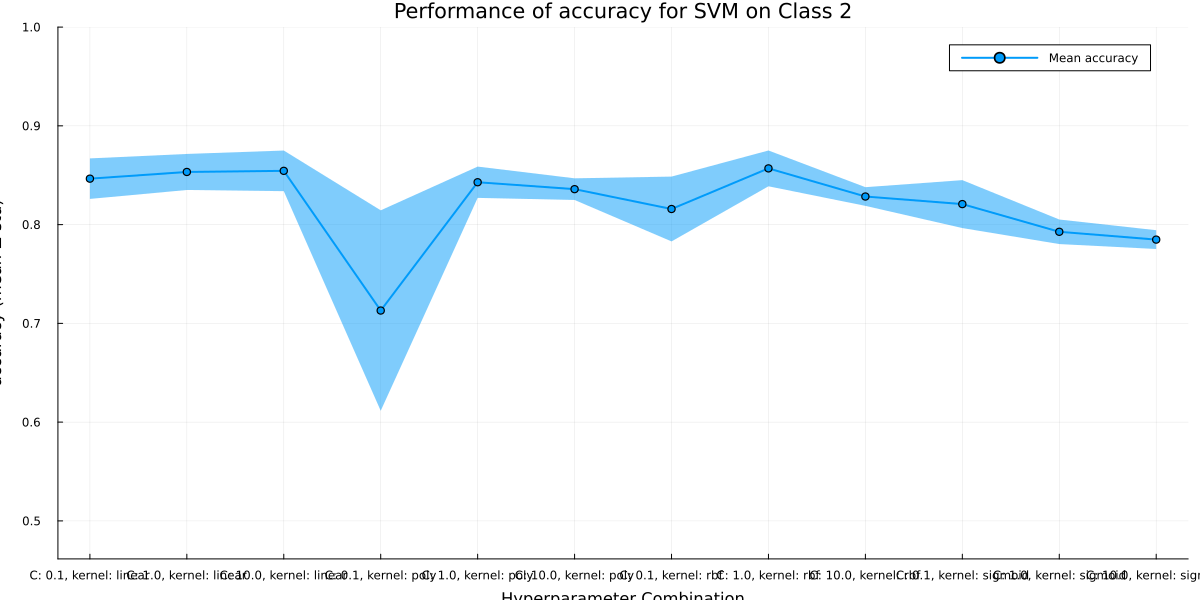 Performance of accuracy for SVM on Class 2
Mean accuracy
1.0
0.9
0.8
0.7
0.6
0.5
C: 0.1, kernel: linear
C: 1.0, kernel: linear
C: 10.0, kernel: linear
C: 0.1, kernel: poly
C: 1.0, kernel: poly
C: 10.0, kernel: poly
C: 0.1, kernel: rbf
C: 1.0, kernel: rbf
C: 10.0, kernel: rbf
C: 0.1, kernel: sigmoid
C: 1.0, kernel: sigmoid
C: 10.0, kernel:
Hyperparameter Combination